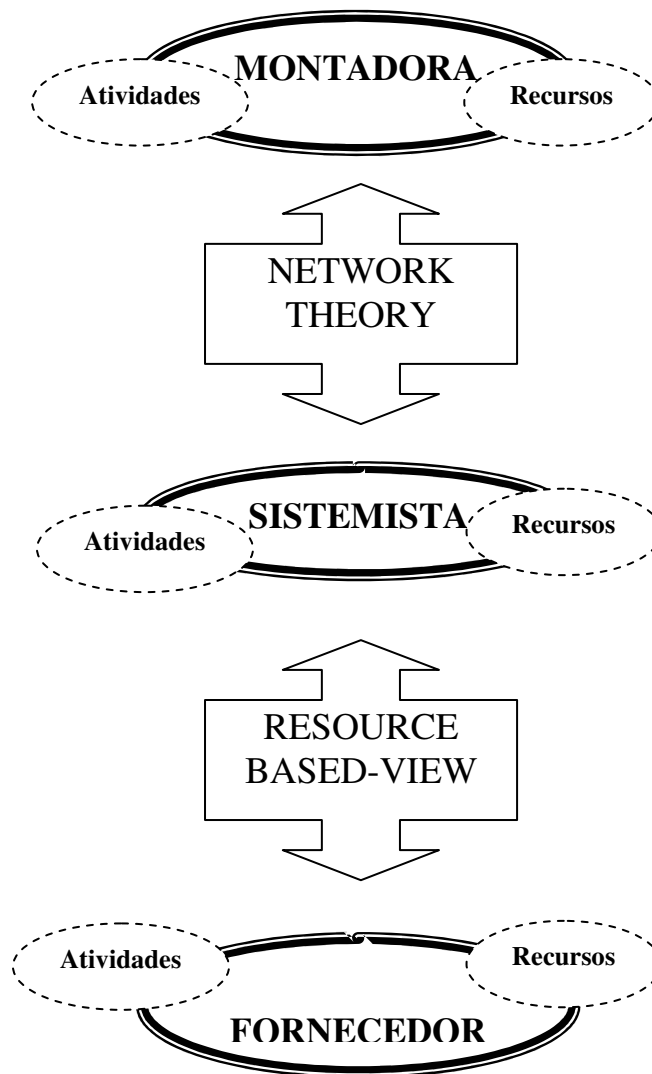 MONTADORA
Atividades
Recursos
NETWORK
THEORY
SISTEMISTA
Atividades
Recursos
RESOURCE
BASED-VIEW
Atividades
Recursos
FORNECEDOR